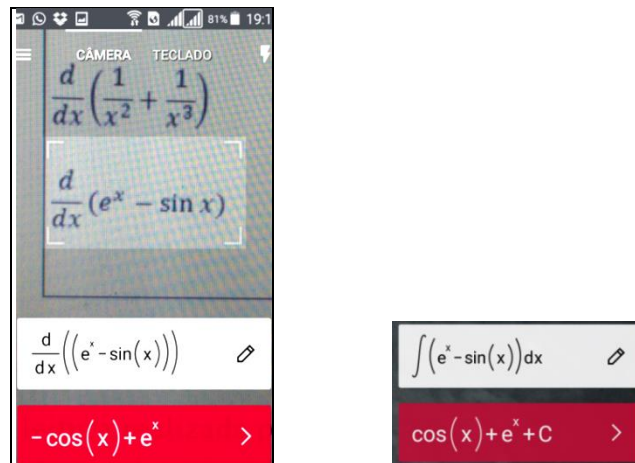 81% 19:1
CÂMERA TECLADO
d/dx (1/x² + 1/x³)
d/dx (eˣ − sin x)
d/dx((eˣ-sin(x)))
-cos(x)+eˣ
∫(eˣ-sin(x))dx
cos(x)+eˣ+C